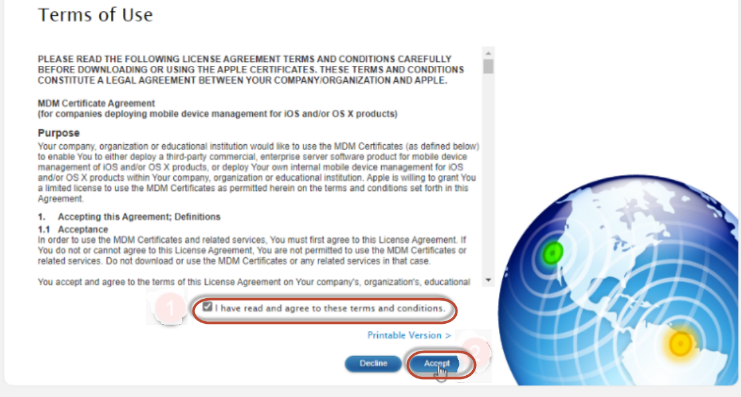 Terms of Use
PLEASE READ THE FOLLOWING LICENSE AGREEMENT TERMS AND CONDITIONS CAREFULLY
BEFORE DOWNLOADING OR USING THE APPLE CERTIFICATES. THESE TERMS AND CONDITIONS
CONSTITUTE A LEGAL AGREEMENT BETWEEN YOUR COMPANY/ORGANIZATION AND APPLE.
MDM Certificate Agreement
(for companies deploying mobile device management for iOS and/or OS X products)
Purpose
Your company, organization or educational institution would like to use the MDM Certificates (as defined below)
to enable You to either deploy a third-party commercial, enterprise server software product for mobile device
management of iOS and/or OS X products, or deploy Your own internal mobile device management for iOS
and/or OS X products within Your company, organization or educational institution. Apple is willing to grant You
a limited license to use the MDM Certificates as permitted herein on the terms and conditions set forth in this
Agreement.
1. Accepting this Agreement; Definitions
1.1 Acceptance
In order to use the MDM Certificates and related services, You must first agree to this License Agreement. If
You do not or cannot agree to this License Agreement, You are not permitted to use the MDM Certificates or
related services. Do not download or use the MDM Certificates or any related services in that case.
You accept and agree to the terms of this License Agreement on Your company's, organization's, educational
1
I have read and agree to these terms and conditions.
Printable Version >
Decline
Accept